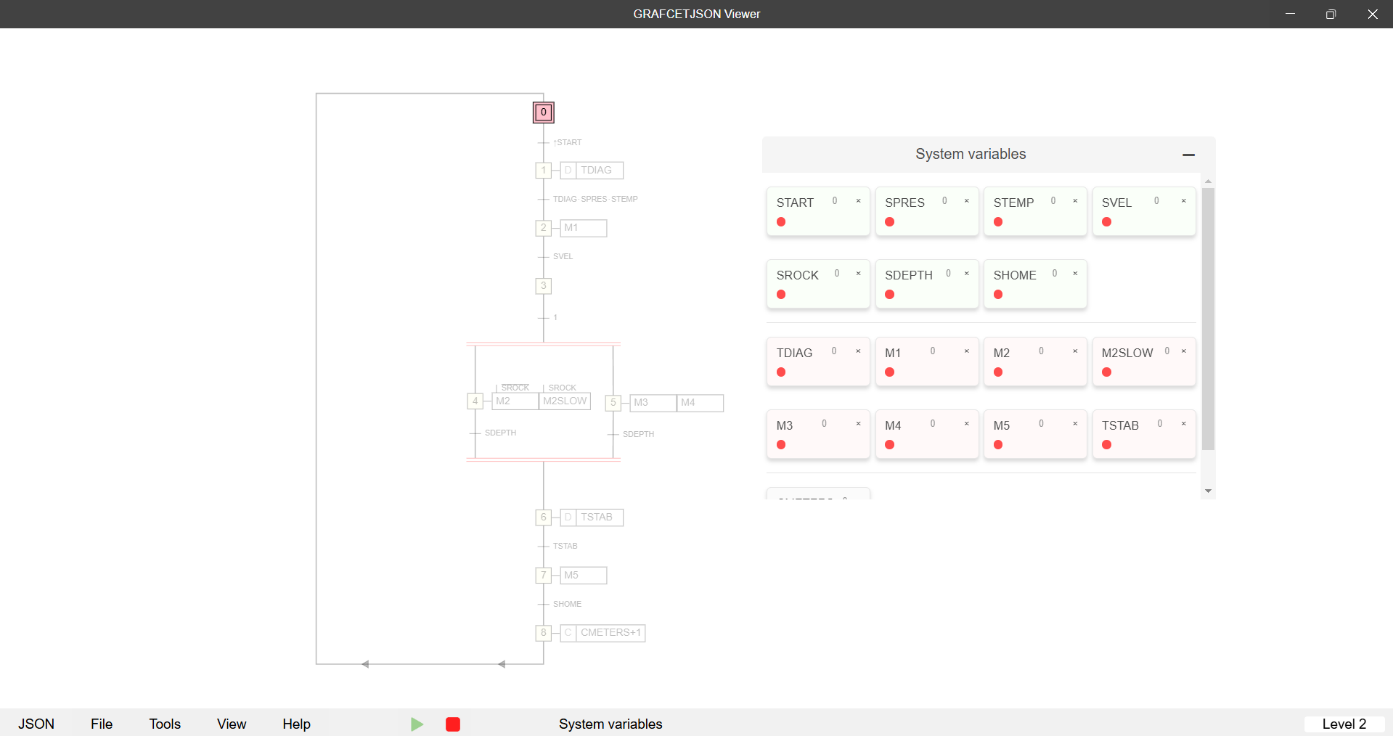 GRAFCETJSON Viewer
0
↑START
1 D TDIAG
TDIAG SPRES STEMP
2 M1
SVEL
3
1
SROCK SROCK
4 M2 M2SLOW 5 M3 M4
SDEPTH SDEPTH
6 D TSTAB
TSTAB
7 M5
SHOME
8 C CMETERS+1
System variables
START 0 × SPRES 0 × STEMP 0 × SVEL 0 ×
SROCK 0 × SDEPTH 0 × SHOME 0 ×
TDIAG 0 × M1 0 × M2 0 × M2SLOW 0 ×
M3 0 × M4 0 × M5 0 × TSTAB 0 ×
JSON File Tools View Help System variables Level 2